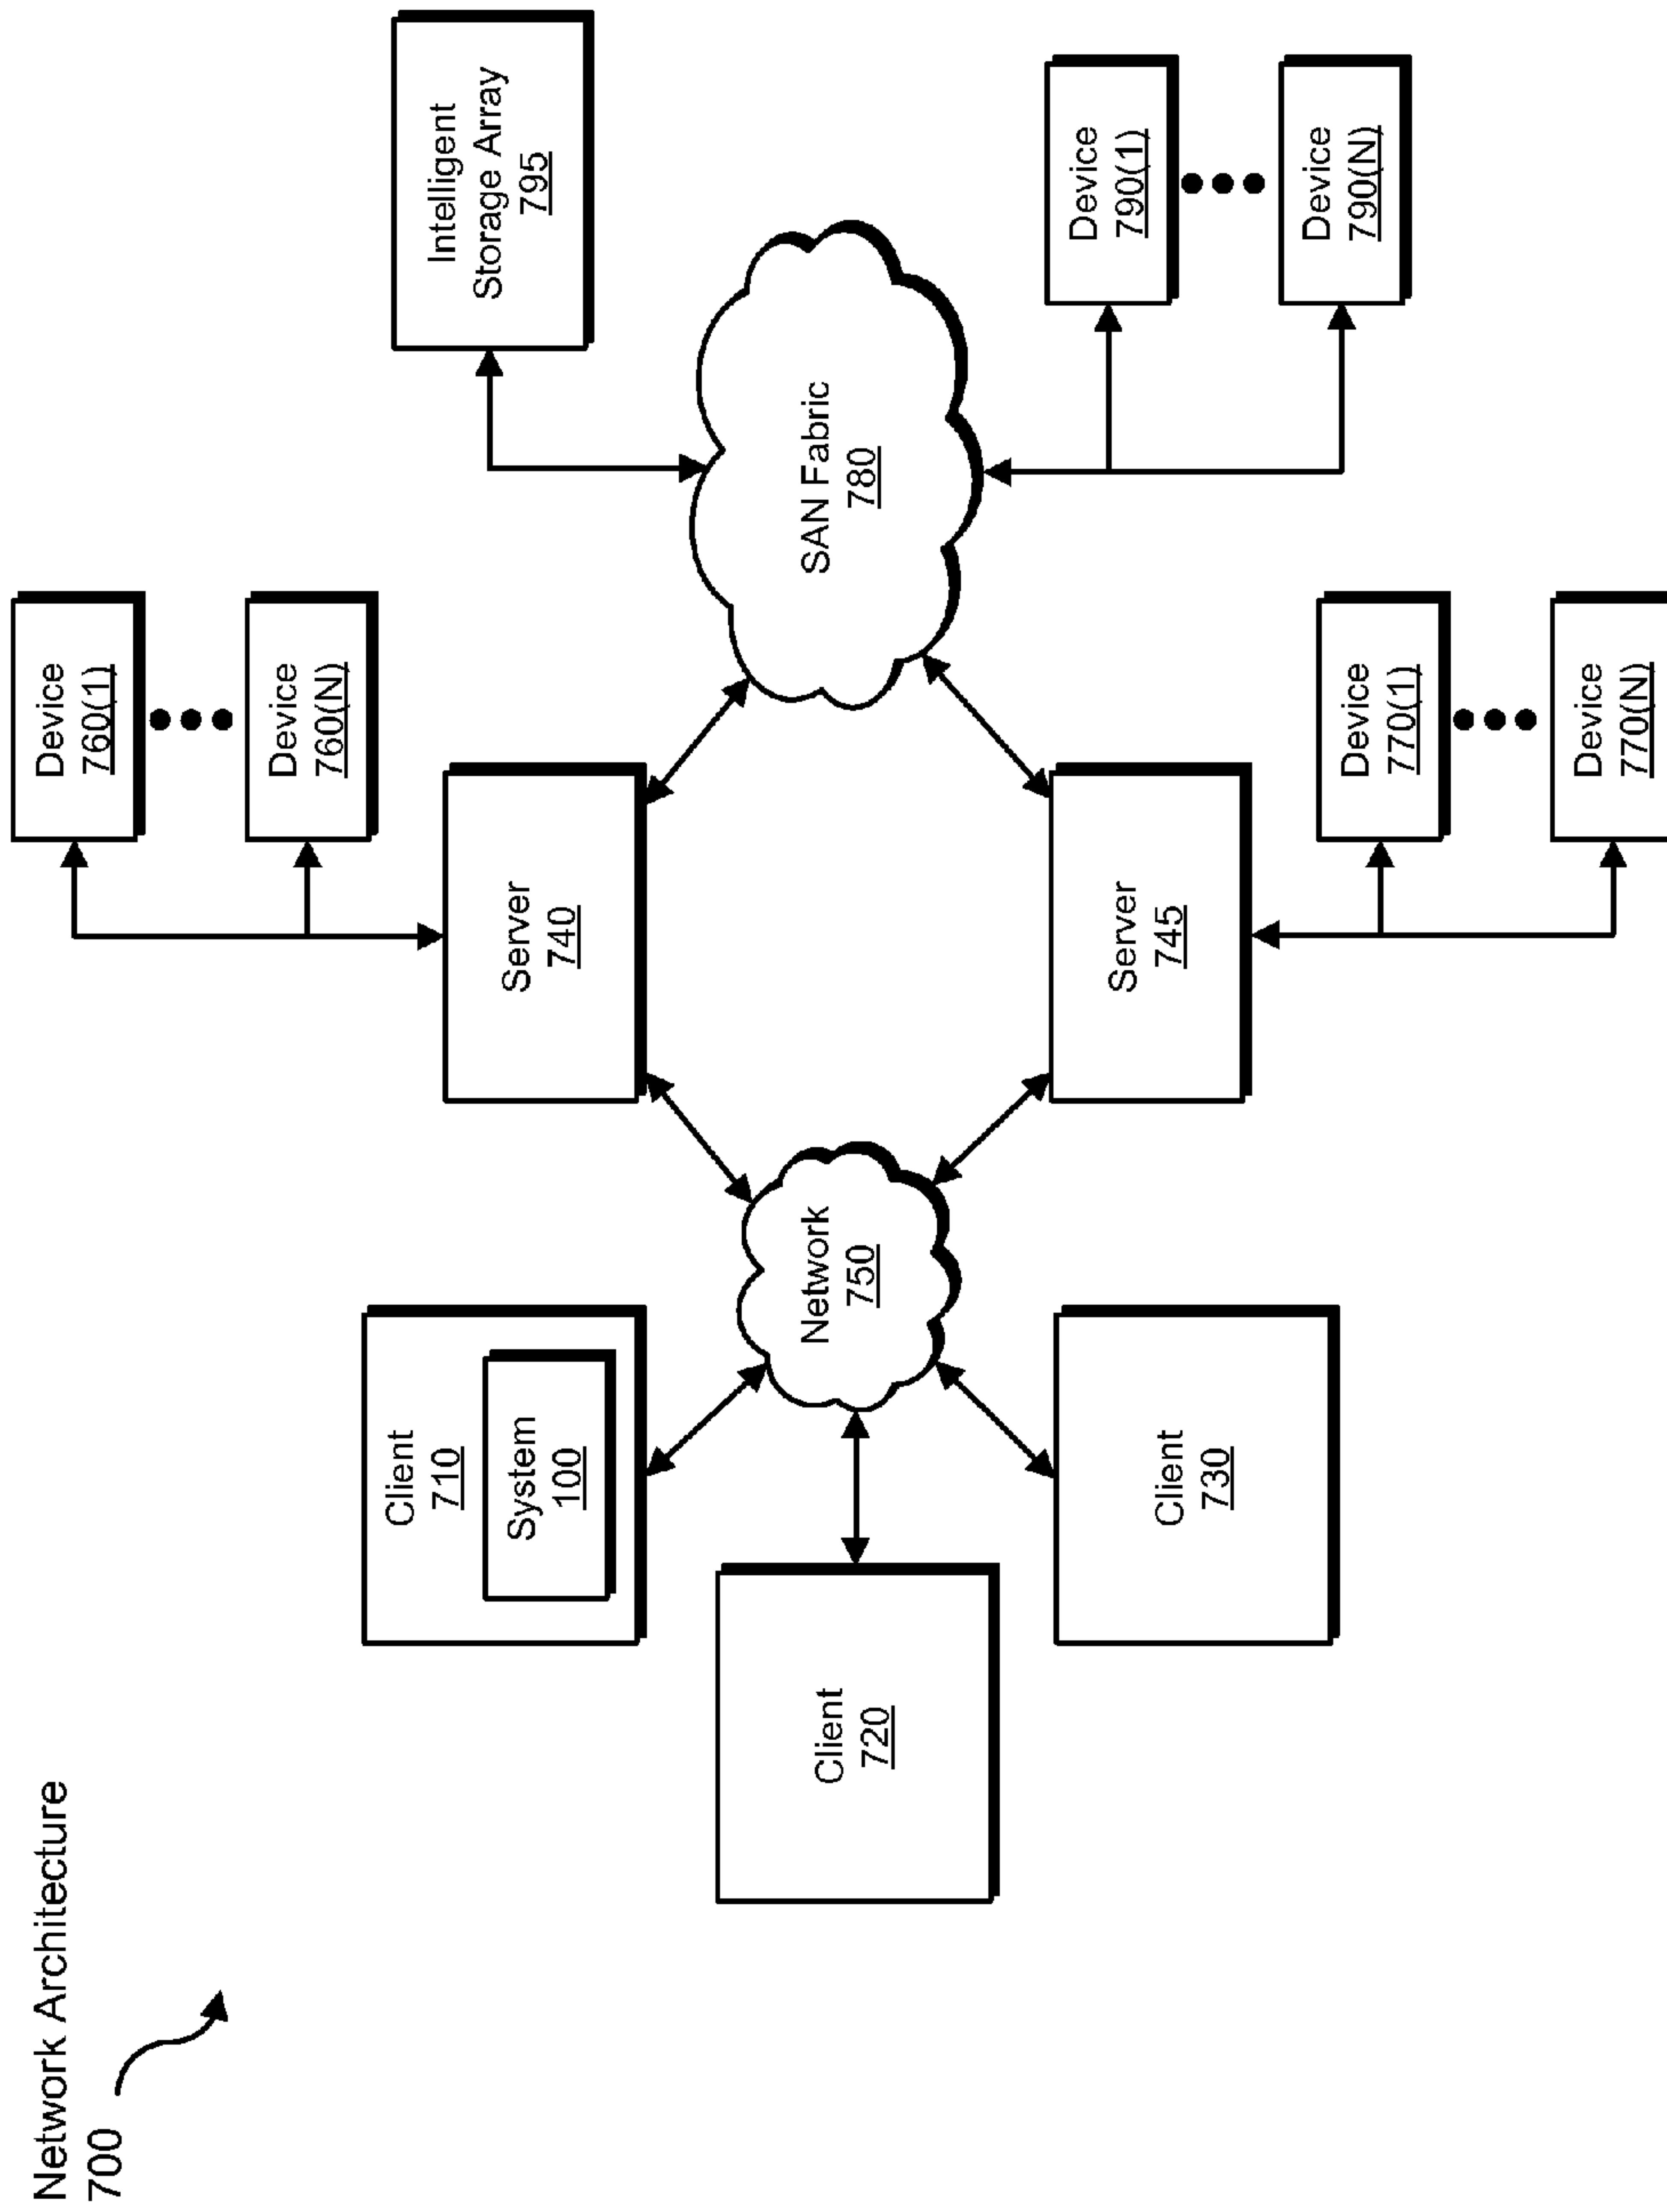 Network Architecture
700
Client
710
System
100
Client
720
Client
730
Network
750
Server
740
Server
745
Device
760(1)
Device
760(N)
Device
770(1)
Device
770(N)
SAN Fabric
780
Intelligent
Storage Array
795
Device
790(1)
Device
790(N)